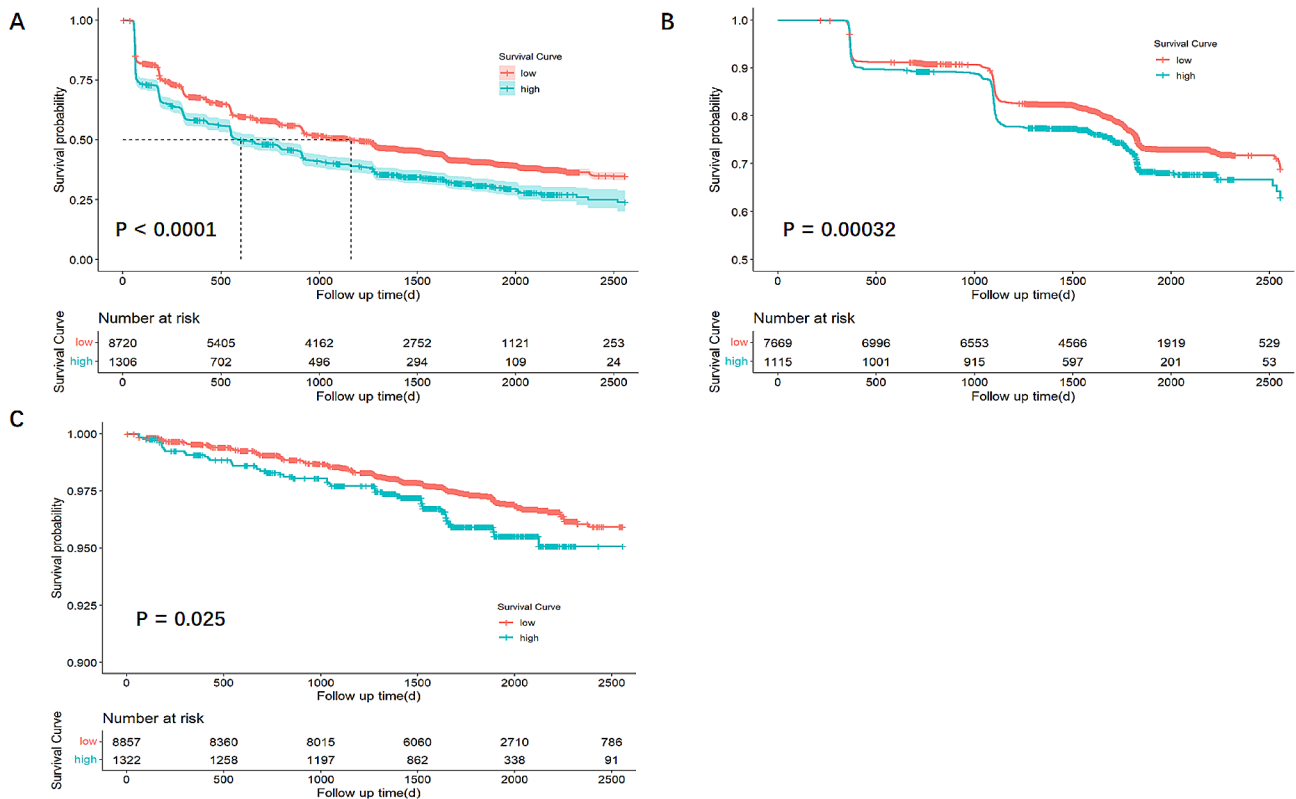 A
1.00
0.75
0.50
0.25
0.00
Survival probability
Survival Curve
low
high
P < 0.0001
0 500 1000 1500 2000 2500
Follow up time(d)
Number at risk
Survival Curve
low 8720 5405 4162 2752 1121 253
high 1306 702 496 294 109 24
0 500 1000 1500 2000 2500
Follow up time(d)
B
1.0
0.9
0.8
0.7
0.6
0.5
Survival probability
Survival Curve
low
high
P = 0.00032
0 500 1000 1500 2000 2500
Follow up time(d)
Number at risk
Survival Curve
low 7669 6996 6553 4566 1919 529
high 1115 1001 915 597 201 53
0 500 1000 1500 2000 2500
Follow up time(d)
C
1.000
0.975
0.950
0.925
0.900
Survival probability
Survival Curve
low
high
P = 0.025
0 500 1000 1500 2000 2500
Follow up time(d)
Number at risk
Survival Curve
low 8857 8360 8015 6060 2710 786
high 1322 1258 1197 862 338 91
0 500 1000 1500 2000 2500
Follow up time(d)